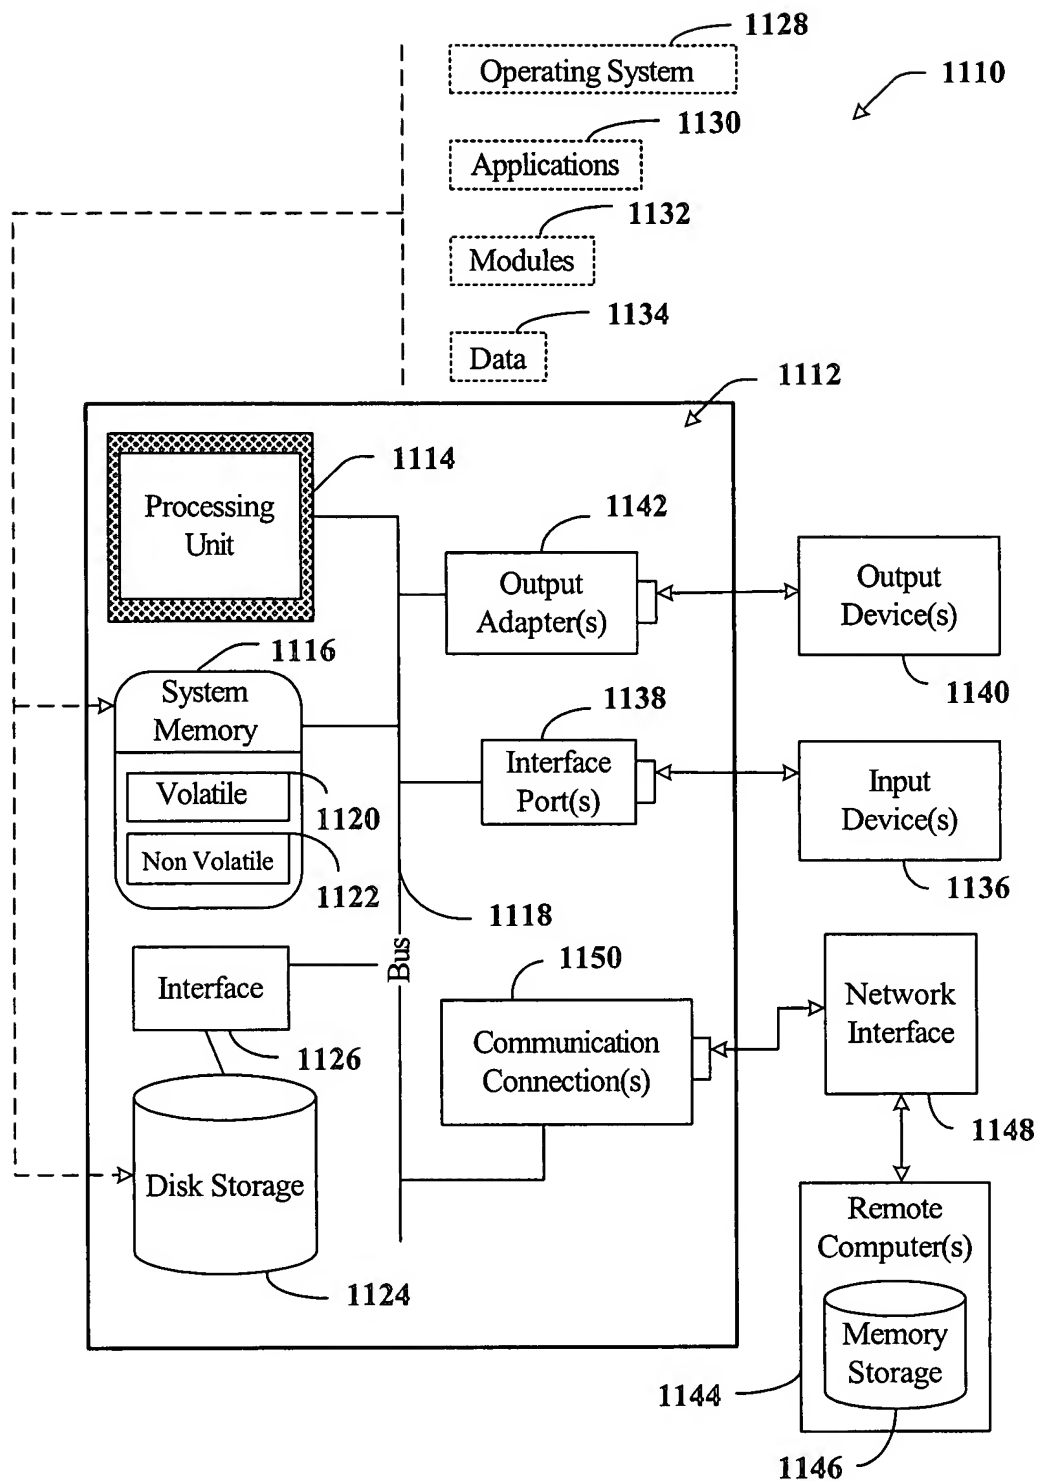 1128
Operating System
1110
1130
Applications
1132
Modules
1134
Data
1112
1114
Processing
Unit
1142
Output
Adapter(s)
Output
Device(s)
1140
1116
System
Memory
1138
Interface
Port(s)
Input
Device(s)
1136
Volatile
1120
Non Volatile
1122
1118
Bus
1150
Interface
1126
Communication
Connection(s)
Network
Interface
1148
Disk Storage
1124
Remote
Computer(s)
Memory
Storage
1144
1146